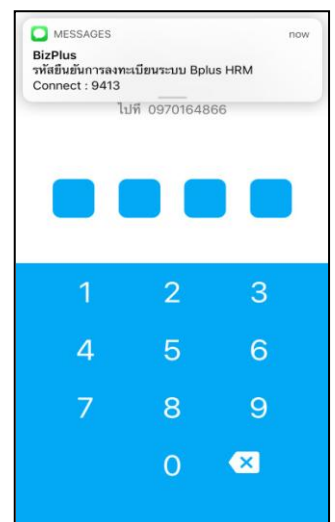 MESSAGES now
BizPlus
รหัสยืนยันการลงทะเบียนระบบ Bplus HRM
Connect : 9413
ไปที่ 0970164866
1 2 3
4 5 6
7 8 9
0